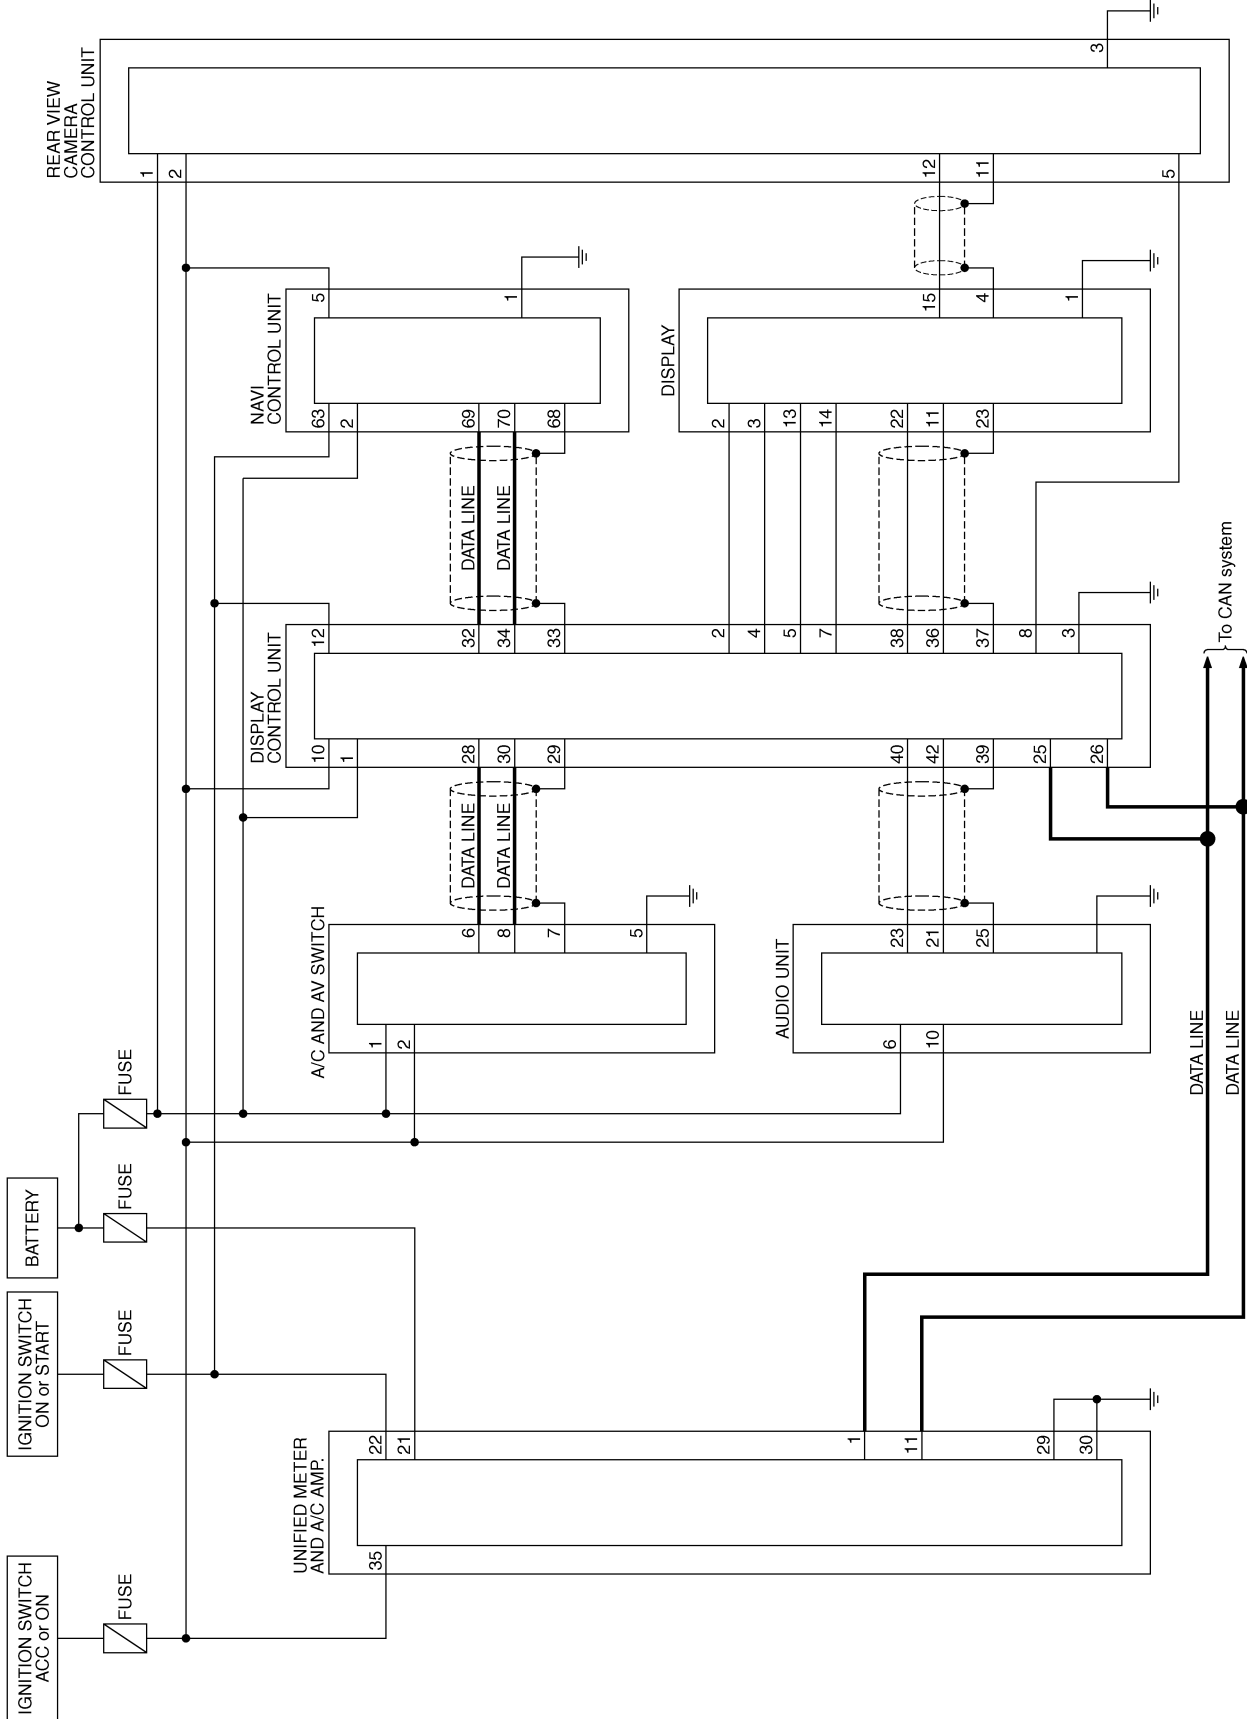 IGNITION SWITCH
ACC or ON
IGNITION SWITCH
ON or START
BATTERY
FUSE
FUSE
FUSE
FUSE
REAR VIEW
CAMERA
CONTROL UNIT
1
2
12
11
5
3
UNIFIED METER
AND A/C AMP.
35
22
21
1
11
29
30
A/C AND AV SWITCH
1
2
6
8
7
5
DATA LINE
DATA LINE
DISPLAY
CONTROL UNIT
10
1
28
30
29
40
42
39
25
26
12
32
34
33
2
4
5
7
38
36
37
8
3
DATA LINE
DATA LINE
NAVI
CONTROL UNIT
63
2
69
70
68
5
1
AUDIO UNIT
6
10
23
21
25
DISPLAY
2
3
13
14
22
11
23
15
4
1
DATA LINE
DATA LINE
To CAN system